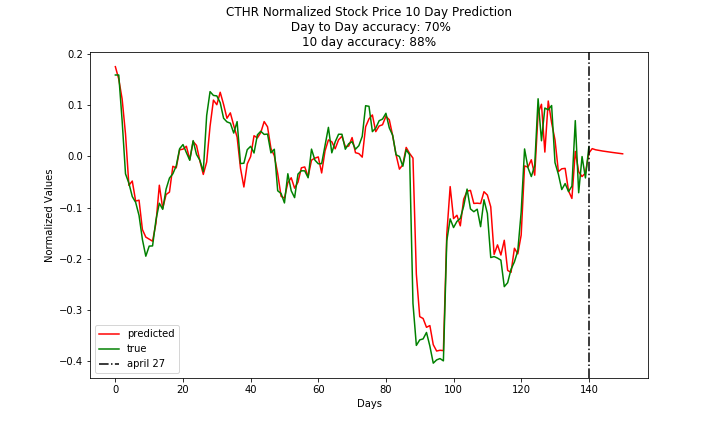 CTHR Normalized Stock Price 10 Day Prediction
Day to Day accuracy: 70%
10 day accuracy: 88%
Normalized Values
0.2
0.1
0.0
−0.1
−0.2
−0.3
−0.4
predicted
true
april 27
0 20 40 60 80 100 120 140
Days